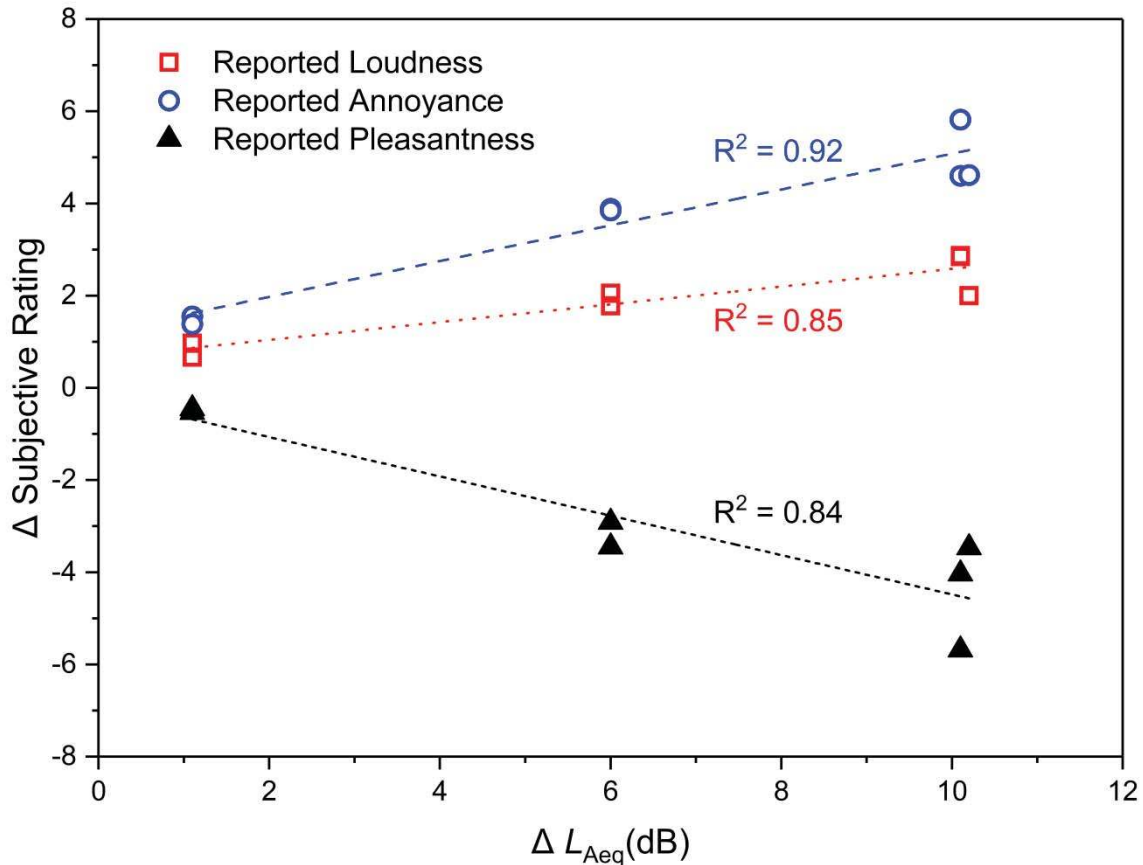 8
Reported Loudness
Reported Annoyance
6
Reported Pleasantness
R² = 0.92
4
2
R² = 0.85
0
Δ Subjective Rating
-2
R² = 0.84
-4
-6
-8
0 2 4 6 8 10 12
Δ L_Aeq(dB)